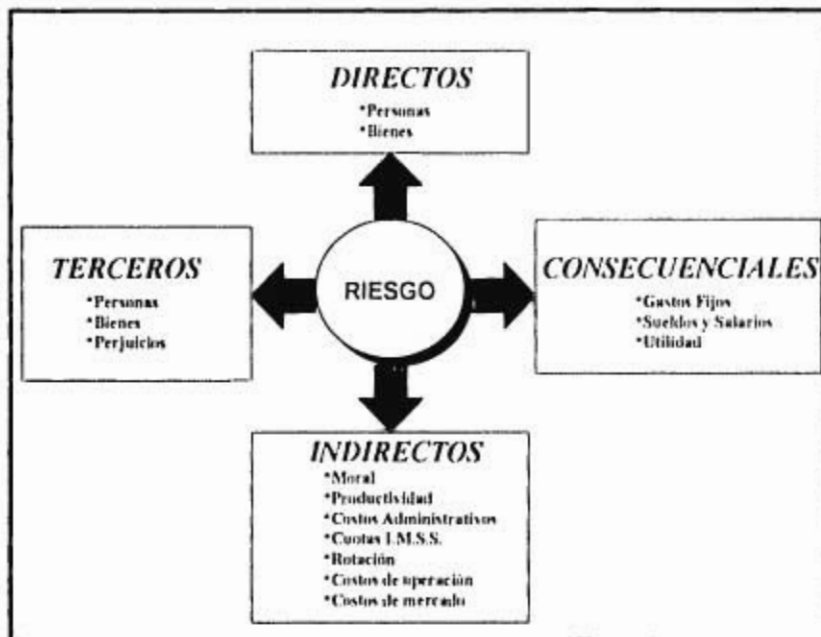 DIRECTOS
*Personas
*Bienes
TERCEROS
*Personas
*Bienes
*Perjuicios
RIESGO
CONSECUENCIALES
*Gastos Fijos
*Sueldos y Salarios
*Utilidad
INDIRECTOS
*Moral
*Productividad
*Costos Administrativos
*Cuotas I.M.S.S.
*Rotación
*Costos de operación
*Costos de mercado